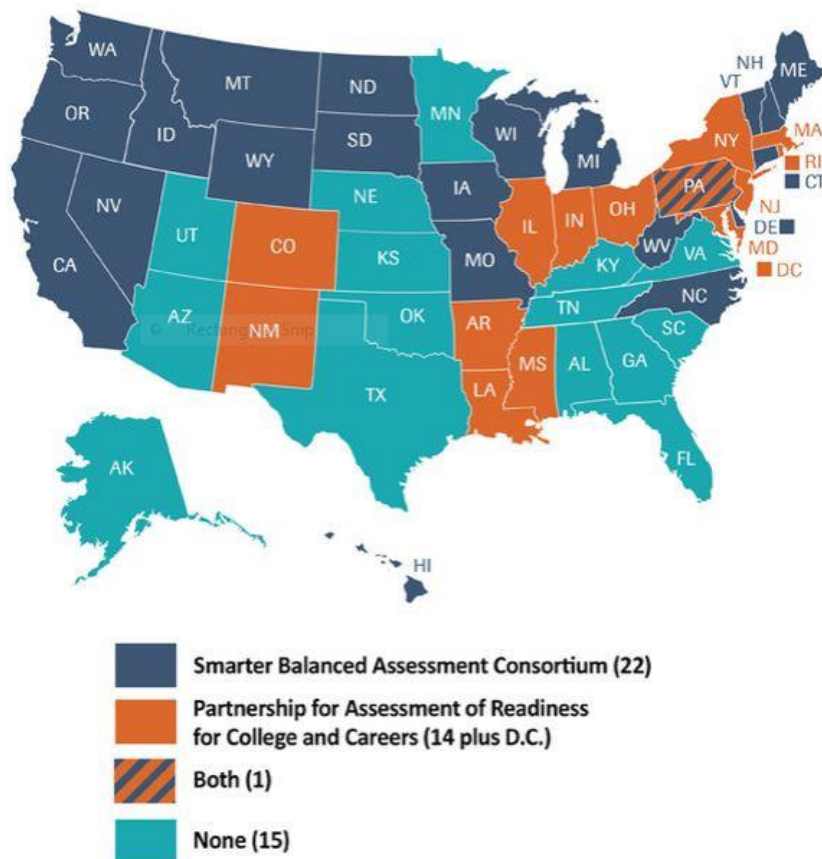 WA
MT
ND
MN
OR
ID
SD
WI
MI
VT
NH
ME
WY
NY
MA
RI
CT
NE
IA
PA
NJ
NV
UT
CO
IL
IN
OH
DE
MD
DC
CA
KS
MO
WV
VA
KY
AZ
NM
OK
TN
NC
AR
SC
© Rectang Snip
MS
AL
GA
TX
LA
FL
AK
HI
Smarter Balanced Assessment Consortium (22)
Partnership for Assessment of Readiness
for College and Careers (14 plus D.C.)
Both (1)
None (15)